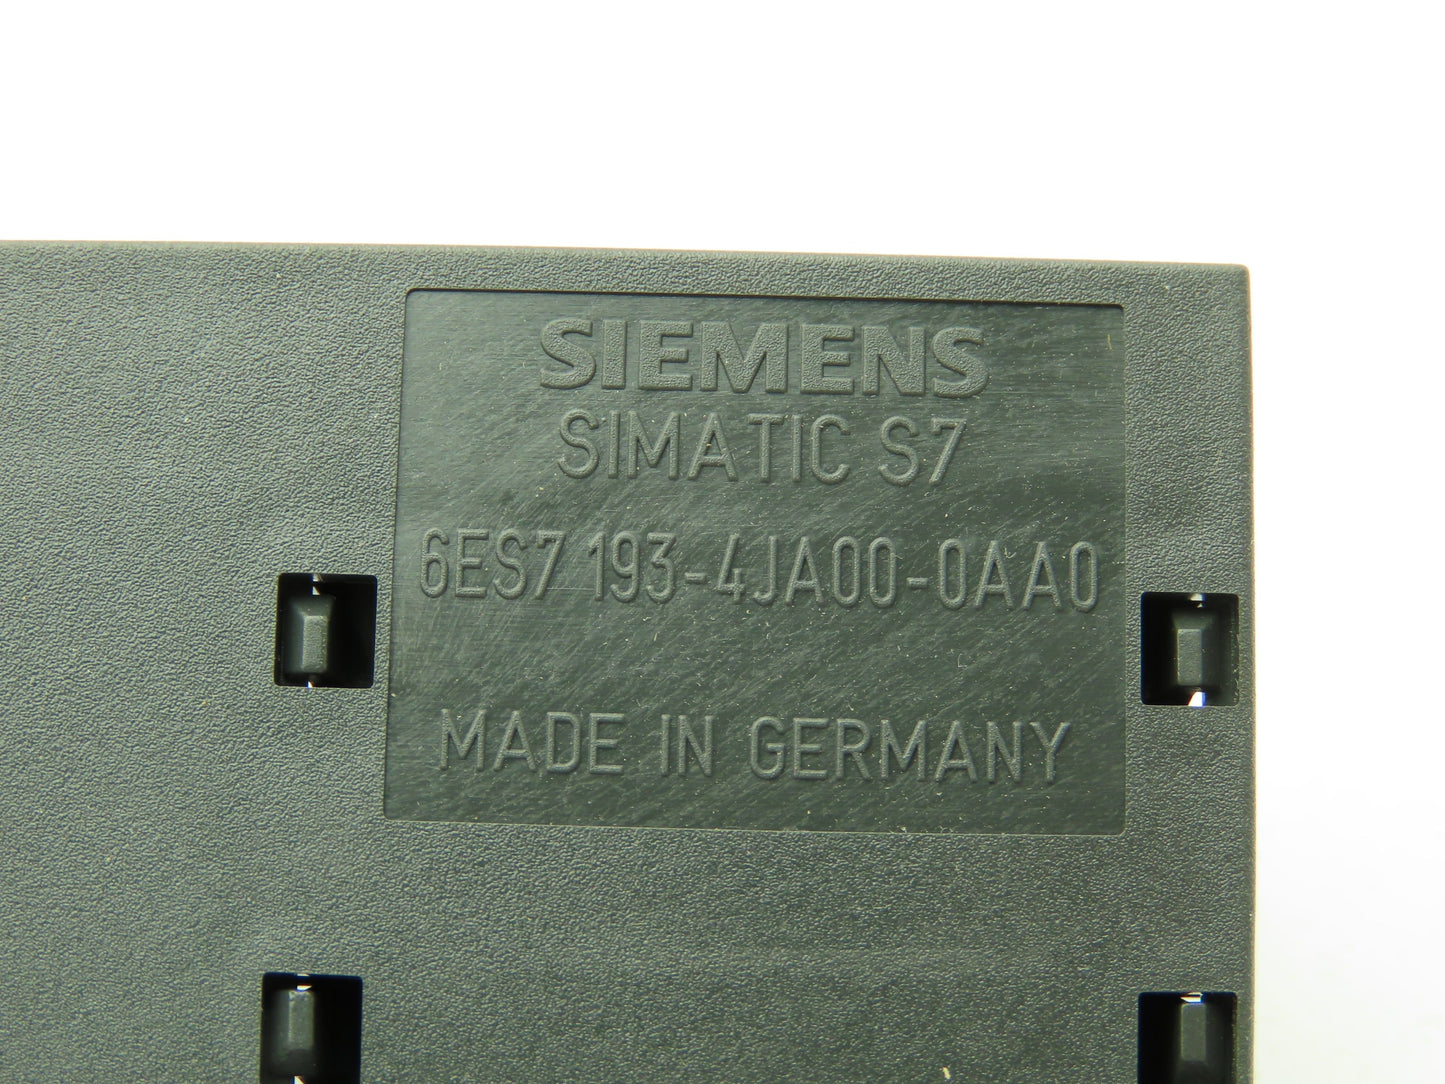 SIEMENS
SIMATIC S7
6ES7 193-4JA00-0AA0
MADE IN GERMANY